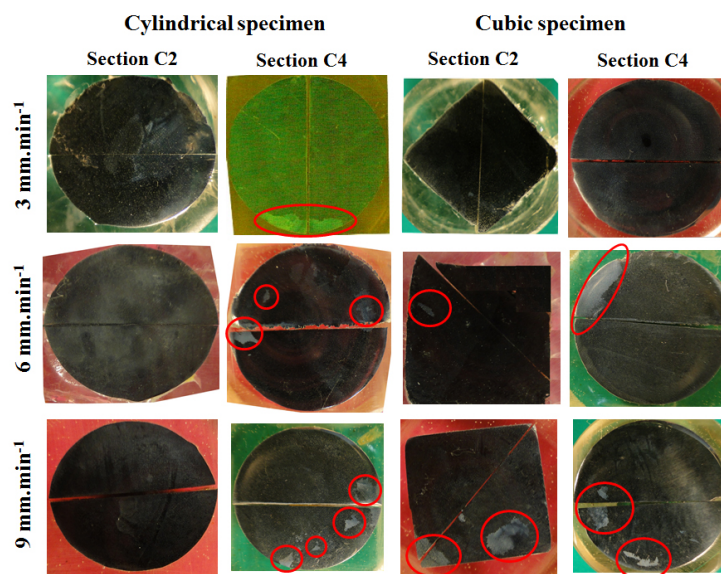 Cylindrical specimen Cubic specimen
Section C2 Section C4 Section C2 Section C4
3 mm.min⁻¹
6 mm.min⁻¹
9 mm.min⁻¹